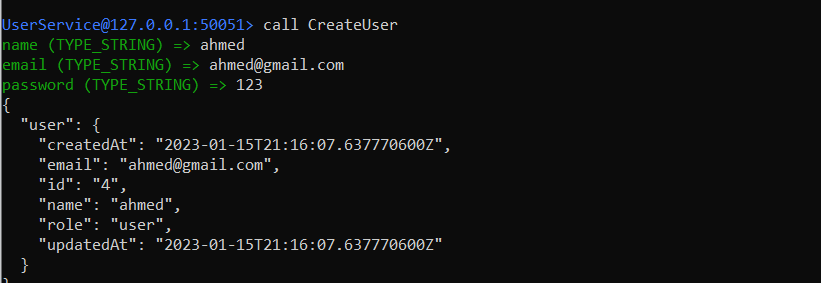 UserService@127.0.0.1:50051> call CreateUser
name (TYPE_STRING) => ahmed
email (TYPE_STRING) => ahmed@gmail.com
password (TYPE_STRING) => 123
{
  "user": {
    "createdAt": "2023-01-15T21:16:07.637770600Z",
    "email": "ahmed@gmail.com",
    "id": "4",
    "name": "ahmed",
    "role": "user",
    "updatedAt": "2023-01-15T21:16:07.637770600Z"
  }
}